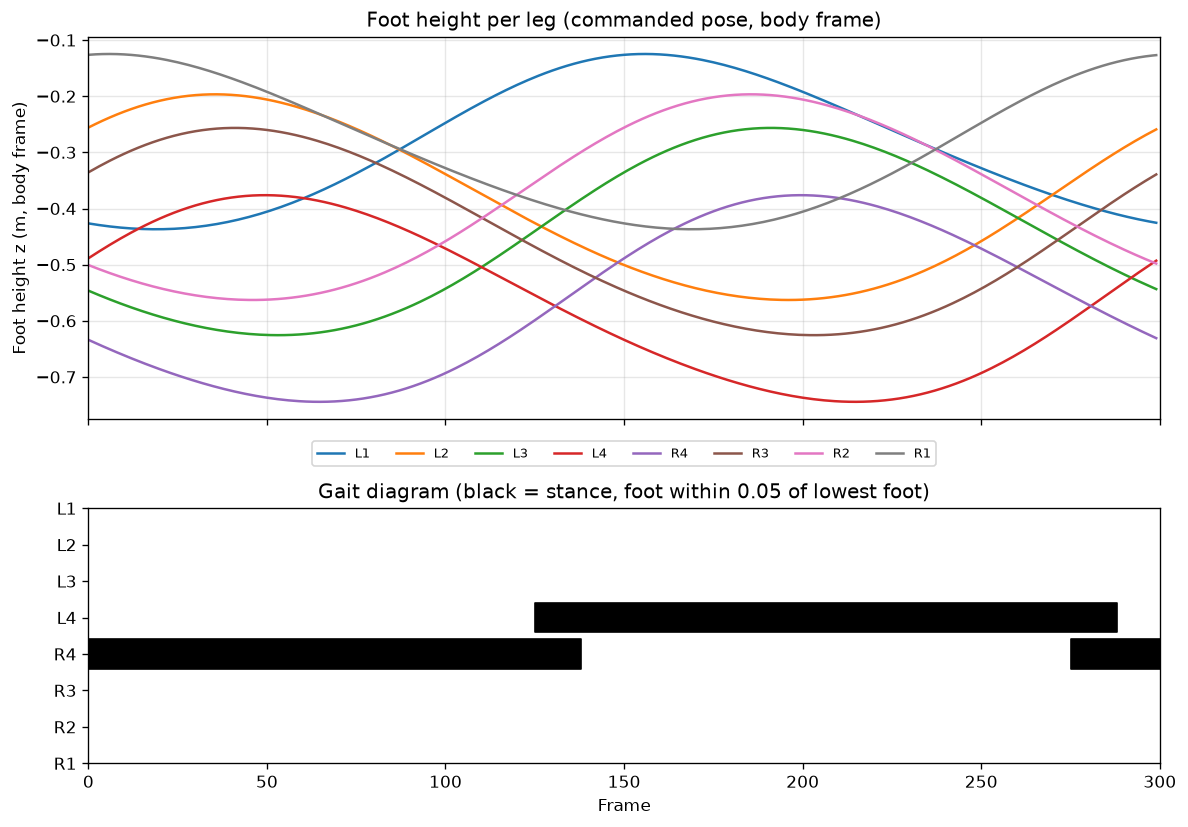 Foot height per leg (commanded pose, body frame)
Foot height z (m, body frame)
−0.1
−0.2
−0.3
−0.4
−0.5
−0.6
−0.7
L1 L2 L3 L4 R4 R3 R2 R1
Gait diagram (black = stance, foot within 0.05 of lowest foot)
L1
L2
L3
L4
R4
R3
R2
R1
0 50 100 150 200 250 300
Frame